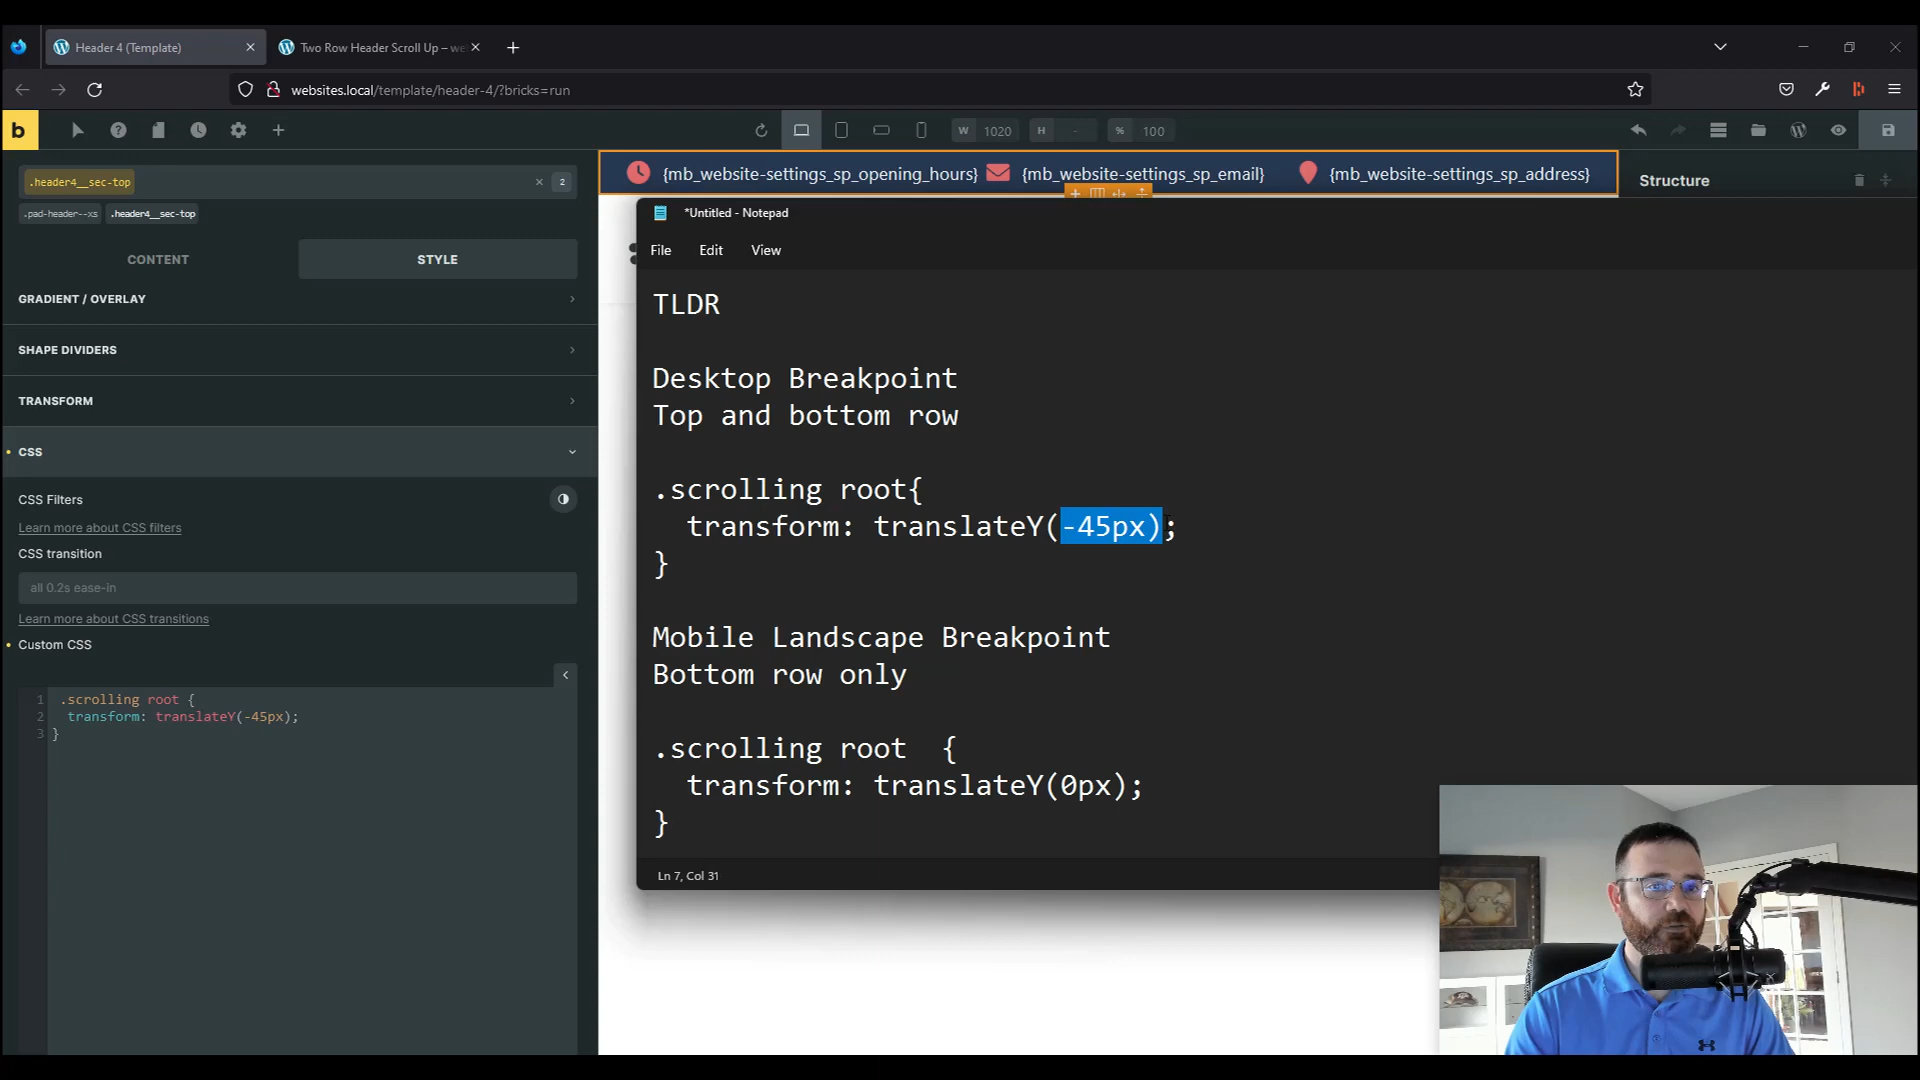 Header 4 (Template)
Two Row Header Scroll Up – we
websites.local/template/header-4/?bricks=run
b
W 1020 H - % 100
.header4__sec-top
2
.pad-header--xs .header4__sec-top
CONTENT STYLE
GRADIENT / OVERLAY
SHAPE DIVIDERS
TRANSFORM
CSS
CSS Filters
Learn more about CSS filters
CSS transition
all 0.2s ease-in
Learn more about CSS transitions
Custom CSS
1 .scrolling root {
2 transform: translateY(-45px);
3 }
{mb_website-settings_sp_opening_hours} {mb_website-settings_sp_email} {mb_website-settings_sp_address}
Structure
*Untitled - Notepad
File Edit View
TLDR
Desktop Breakpoint
Top and bottom row
.scrolling root{
transform: translateY(-45px);
}
Mobile Landscape Breakpoint
Bottom row only
.scrolling root {
transform: translateY(0px);
}
Ln 7, Col 31